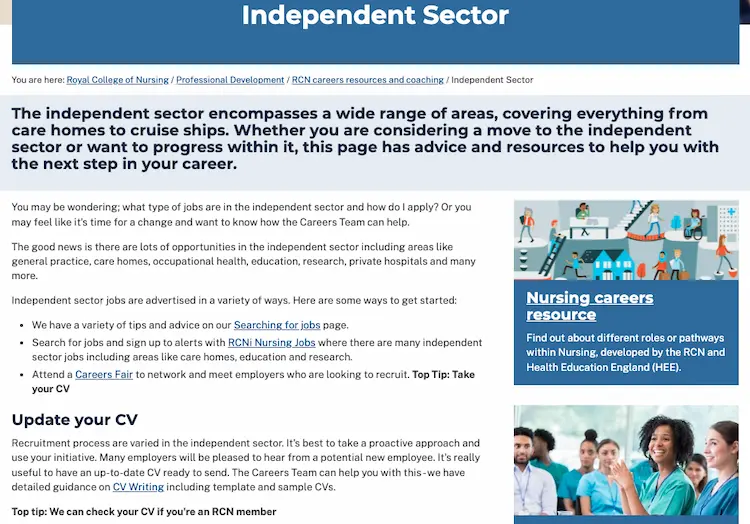 Independent Sector
You are here: Royal College of Nursing / Professional Development / RCN careers resources and coaching / Independent Sector
The independent sector encompasses a wide range of areas, covering everything from
care homes to cruise ships. Whether you are considering a move to the independent
sector or want to progress within it, this page has advice and resources to help you with
the next step in your career.
You may be wondering; what type of jobs are in the independent sector and how do I apply? Or you
may feel like it's time for a change and want to know how the Careers Team can help.
The good news is there are lots of opportunities in the independent sector including areas like
general practice, care homes, occupational health, education, research, private hospitals and many
more.
Independent sector jobs are advertised in a variety of ways. Here are some ways to get started:
• We have a variety of tips and advice on our Searching for jobs page.
• Search for jobs and sign up to alerts with RCNi Nursing Jobs where there are many independent
sector jobs including areas like care homes, education and research.
• Attend a Careers Fair to network and meet employers who are looking to recruit. Top Tip: Take
your CV
Update your CV
Recruitment process are varied in the independent sector. It's best to take a proactive approach and
use your initiative. Many employers will be pleased to hear from a potential new employee. It's really
useful to have an up-to-date CV ready to send. The Careers Team can help you with this - we have
detailed guidance on CV Writing including template and sample CVs.
Top tip: We can check your CV if you're an RCN member
Nursing careers
resource
Find out about different roles or pathways
within Nursing, developed by the RCN and
Health Education England (HEE).